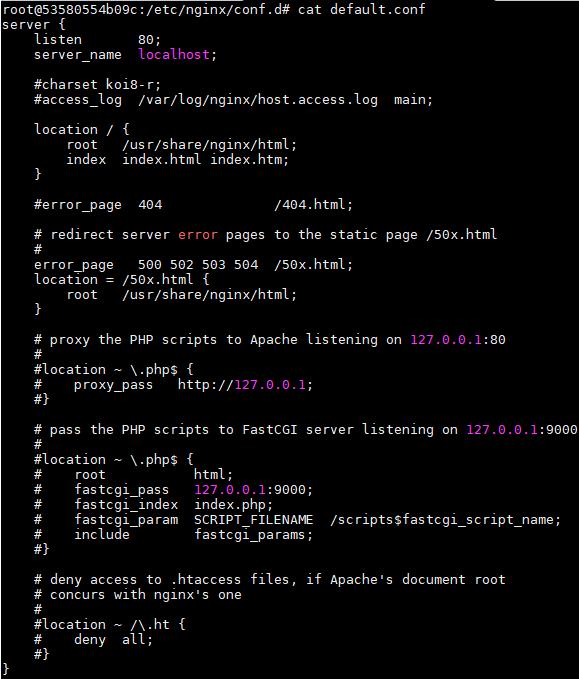 root@53580554b09c:/etc/nginx/conf.d# cat default.conf
server {
    listen       80;
    server_name  localhost;

    #charset koi8-r;
    #access_log  /var/log/nginx/host.access.log  main;

    location / {
        root   /usr/share/nginx/html;
        index  index.html index.htm;
    }

    #error_page  404              /404.html;

    # redirect server error pages to the static page /50x.html
    #
    error_page   500 502 503 504  /50x.html;
    location = /50x.html {
        root   /usr/share/nginx/html;
    }

    # proxy the PHP scripts to Apache listening on 127.0.0.1:80
    #
    #location ~ \.php$ {
    #    proxy_pass   http://127.0.0.1;
    #}

    # pass the PHP scripts to FastCGI server listening on 127.0.0.1:9000
    #
    #location ~ \.php$ {
    #    root           html;
    #    fastcgi_pass   127.0.0.1:9000;
    #    fastcgi_index  index.php;
    #    fastcgi_param  SCRIPT_FILENAME  /scripts$fastcgi_script_name;
    #    include        fastcgi_params;
    #}

    # deny access to .htaccess files, if Apache's document root
    # concurs with nginx's one
    #
    #location ~ /\.ht {
    #    deny  all;
    #}
}